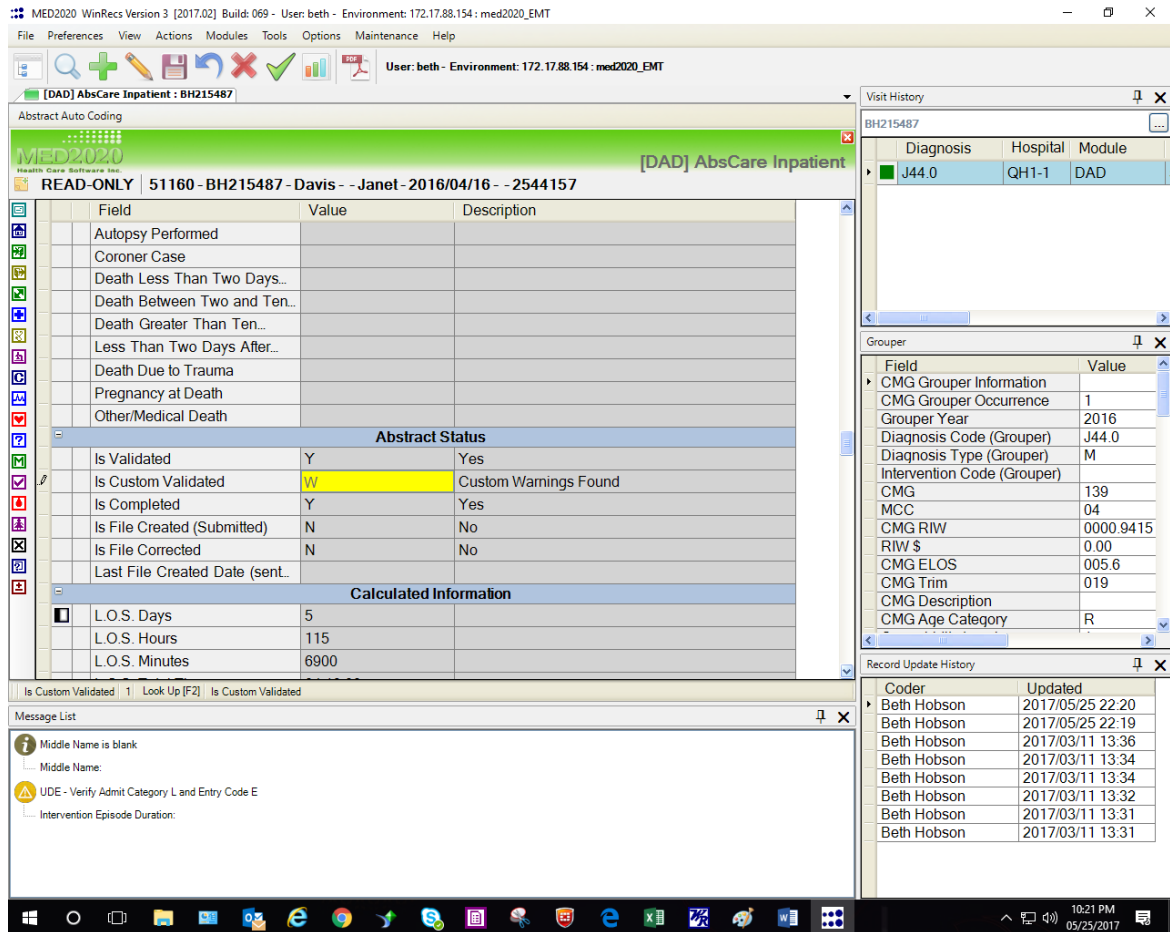 MED2020 WinRecs Version 3 [2017.02] Build: 069 - User: beth - Environment: 172.17.88.154 : med2020_EMT
File Preferences View Actions Modules Tools Options Maintenance Help
User: beth - Environment: 172.17.88.154 : med2020_EMT
[DAD] AbsCare Inpatient : BH215487
Abstract Auto Coding
MED2020
Health Care Software Inc.
[DAD] AbsCare Inpatient
READ-ONLY 51160 - BH215487 - Davis - - Janet - 2016/04/16 - - 2544157
Field Value Description
Autopsy Performed
Coroner Case
Death Less Than Two Days...
Death Between Two and Ten...
Death Greater Than Ten...
Less Than Two Days After...
Death Due to Trauma
Pregnancy at Death
Other/Medical Death
Abstract Status
Is Validated Y Yes
Is Custom Validated W Custom Warnings Found
Is Completed Y Yes
Is File Created (Submitted) N No
Is File Corrected N No
Last File Created Date (sent...
Calculated Information
L.O.S. Days 5
L.O.S. Hours 115
L.O.S. Minutes 6900
Is Custom Validated 1 Look Up [F2] Is Custom Validated
Message List
Middle Name is blank
Middle Name:
UDE - Verify Admit Category L and Entry Code E
Intervention Episode Duration:
Visit History
BH215487
...
Diagnosis Hospital Module
J44.0 QH1-1 DAD
Grouper
Field Value
CMG Grouper Information
CMG Grouper Occurrence 1
Grouper Year 2016
Diagnosis Code (Grouper) J44.0
Diagnosis Type (Grouper) M
Intervention Code (Grouper)
CMG 139
MCC 04
CMG RIW 0000.9415
RIW $ 0.00
CMG ELOS 005.6
CMG Trim 019
CMG Description
CMG Age Category R
Record Update History
Coder Updated
Beth Hobson 2017/05/25 22:20
Beth Hobson 2017/05/25 22:19
Beth Hobson 2017/03/11 13:36
Beth Hobson 2017/03/11 13:34
Beth Hobson 2017/03/11 13:34
Beth Hobson 2017/03/11 13:32
Beth Hobson 2017/03/11 13:31
Beth Hobson 2017/03/11 13:31
10:21 PM
05/25/2017